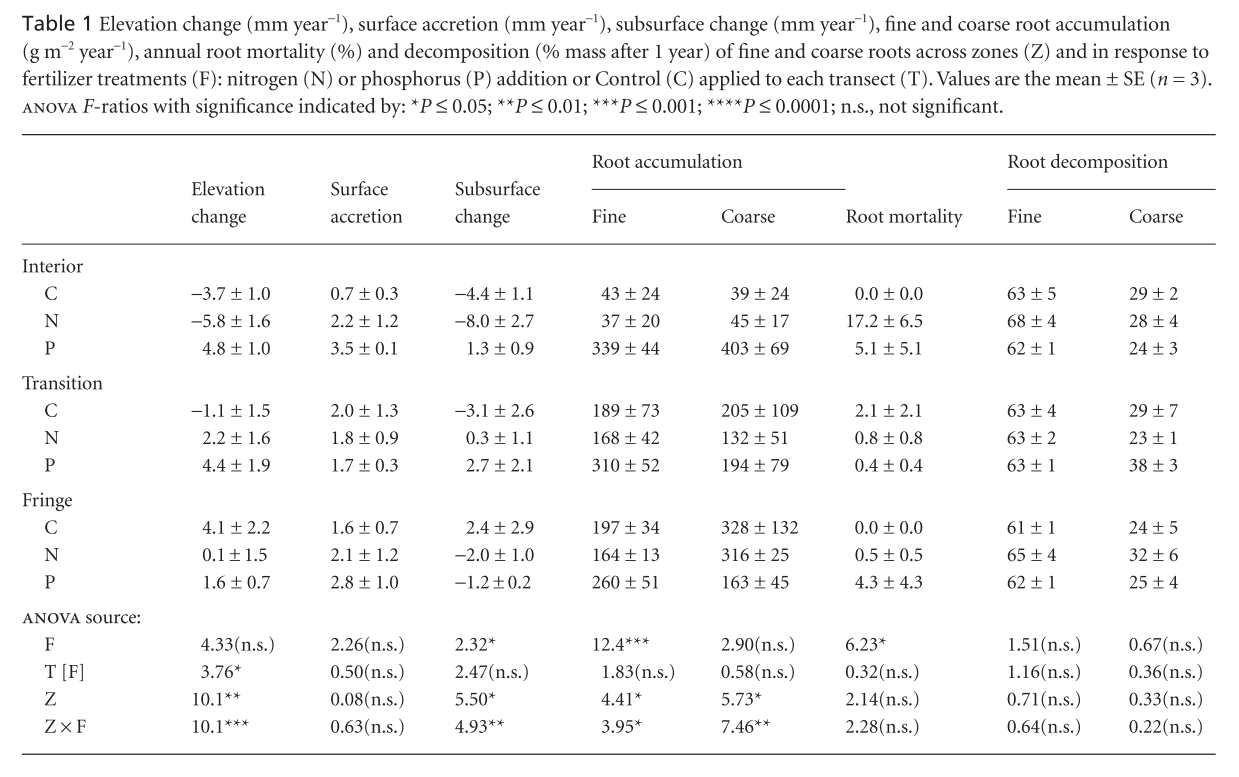 Table 1 Elevation change (mm year⁻¹), surface accretion (mm year⁻¹), subsurface change (mm year⁻¹), fine and coarse root accumulation
(g m⁻² year⁻¹), annual root mortality (%) and decomposition (% mass after 1 year) of fine and coarse roots across zones (Z) and in response to
fertilizer treatments (F): nitrogen (N) or phosphorus (P) addition or Control (C) applied to each transect (T). Values are the mean ± SE (n = 3).
ANOVA F-ratios with significance indicated by: *P ≤ 0.05; **P ≤ 0.01; ***P ≤ 0.001; ****P ≤ 0.0001; n.s., not significant.
Root accumulation Root decomposition
Elevation Surface Subsurface
change accretion change Fine Coarse Root mortality Fine Coarse
Interior
C −3.7 ± 1.0 0.7 ± 0.3 −4.4 ± 1.1 43 ± 24 39 ± 24 0.0 ± 0.0 63 ± 5 29 ± 2
N −5.8 ± 1.6 2.2 ± 1.2 −8.0 ± 2.7 37 ± 20 45 ± 17 17.2 ± 6.5 68 ± 4 28 ± 4
P 4.8 ± 1.0 3.5 ± 0.1 1.3 ± 0.9 339 ± 44 403 ± 69 5.1 ± 5.1 62 ± 1 24 ± 3
Transition
C −1.1 ± 1.5 2.0 ± 1.3 −3.1 ± 2.6 189 ± 73 205 ± 109 2.1 ± 2.1 63 ± 4 29 ± 7
N 2.2 ± 1.6 1.8 ± 0.9 0.3 ± 1.1 168 ± 42 132 ± 51 0.8 ± 0.8 63 ± 2 23 ± 1
P 4.4 ± 1.9 1.7 ± 0.3 2.7 ± 2.1 310 ± 52 194 ± 79 0.4 ± 0.4 63 ± 1 38 ± 3
Fringe
C 4.1 ± 2.2 1.6 ± 0.7 2.4 ± 2.9 197 ± 34 328 ± 132 0.0 ± 0.0 61 ± 1 24 ± 5
N 0.1 ± 1.5 2.1 ± 1.2 −2.0 ± 1.0 164 ± 13 316 ± 25 0.5 ± 0.5 65 ± 4 32 ± 6
P 1.6 ± 0.7 2.8 ± 1.0 −1.2 ± 0.2 260 ± 51 163 ± 45 4.3 ± 4.3 62 ± 1 25 ± 4
ANOVA source:
F 4.33(n.s.) 2.26(n.s.) 2.32* 12.4*** 2.90(n.s.) 6.23* 1.51(n.s.) 0.67(n.s.)
T [F] 3.76* 0.50(n.s.) 2.47(n.s.) 1.83(n.s.) 0.58(n.s.) 0.32(n.s.) 1.16(n.s.) 0.36(n.s.)
Z 10.1** 0.08(n.s.) 5.50* 4.41* 5.73* 2.14(n.s.) 0.71(n.s.) 0.33(n.s.)
Z × F 10.1*** 0.63(n.s.) 4.93** 3.95* 7.46** 2.28(n.s.) 0.64(n.s.) 0.22(n.s.)